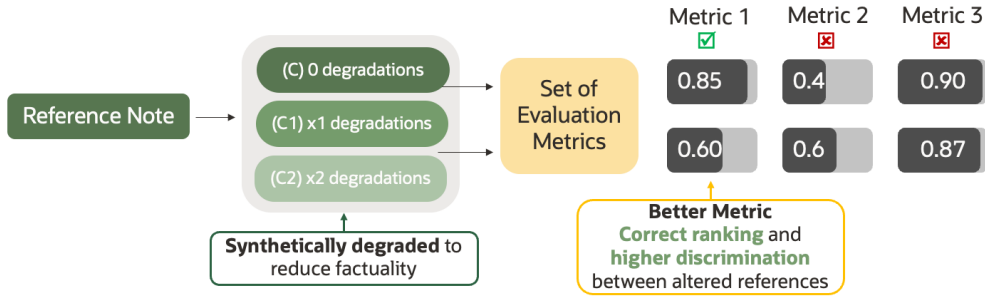 Metric 1 Metric 2 Metric 3
(C) 0 degradations
0.85 0.4 0.90
Reference Note
(C1) x1 degradations
Set of
Evaluation
Metrics
0.60 0.6 0.87
(C2) x2 degradations
Synthetically degraded to
reduce factuality
Better Metric
Correct ranking and
higher discrimination
between altered references